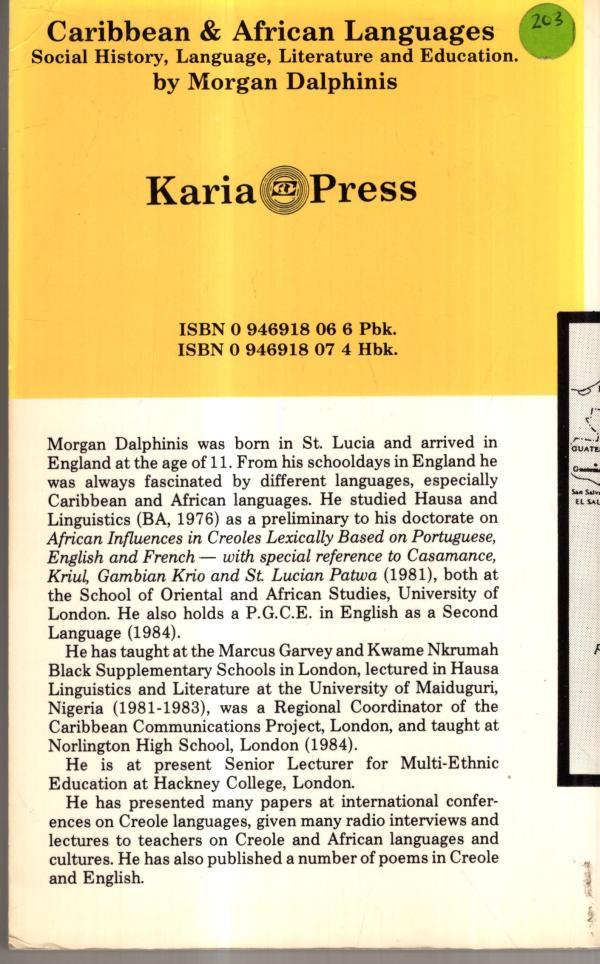 Caribbean & African Languages
Social History, Language, Literature and Education.
by Morgan Dalphinis
203
Karia Press
ISBN 0 946918 06 6 Pbk.
ISBN 0 946918 07 4 Hbk.
Morgan Dalphinis was born in St. Lucia and arrived in
England at the age of 11. From his schooldays in England he
was always fascinated by different languages, especially
Caribbean and African languages. He studied Hausa and
Linguistics (BA, 1976) as a preliminary to his doctorate on
African Influences in Creoles Lexically Based on Portuguese,
English and French — with special reference to Casamance,
Kriul, Gambian Krio and St. Lucian Patwa (1981), both at
the School of Oriental and African Studies, University of
London. He also holds a P.G.C.E. in English as a Second
Language (1984).
He has taught at the Marcus Garvey and Kwame Nkrumah
Black Supplementary Schools in London, lectured in Hausa
Linguistics and Literature at the University of Maiduguri,
Nigeria (1981-1983), was a Regional Coordinator of the
Caribbean Communications Project, London, and taught at
Norlington High School, London (1984).
He is at present Senior Lecturer for Multi-Ethnic
Education at Hackney College, London.
He has presented many papers at international confer-
ences on Creole languages, given many radio interviews and
lectures to teachers on Creole and African languages and
cultures. He has also published a number of poems in Creole
and English.
GUATE
San Salv
EL SAL